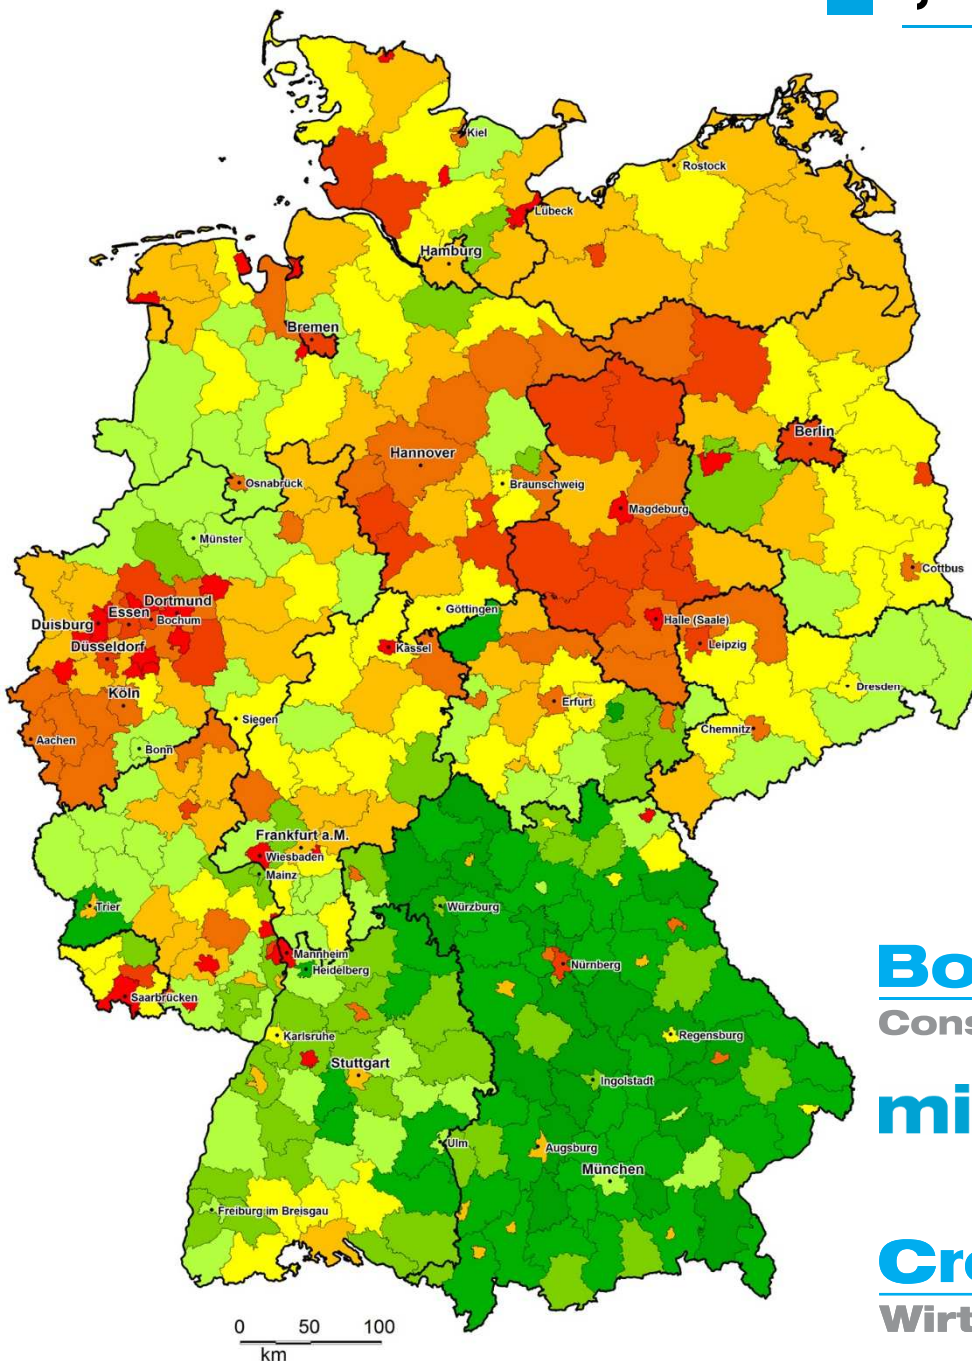 Kiel
Rostock
Lübeck
Hamburg
Bremen
Berlin
Hannover
Osnabrück
Braunschweig
Magdeburg
Münster
Cottbus
Dortmund
Essen
Bochum
Duisburg
Göttingen
Halle (Saale)
Düsseldorf
Kassel
Leipzig
Köln
Dresden
Erfurt
Siegen
Chemnitz
Aachen
Bonn
Frankfurt a.M.
Wiesbaden
Mainz
Trier
Würzburg
Mannheim
Heidelberg
Nürnberg
Saarbrücken
Karlsruhe
Regensburg
Stuttgart
Ingolstadt
Ulm
Augsburg
München
Freiburg im Breisgau
Bo
Cons
mi
Cre
Wirt
0 50 100
km